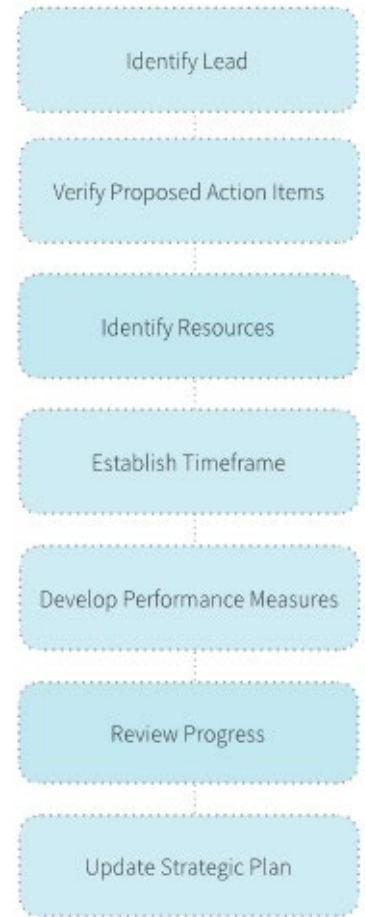 Identify Lead
Verify Proposed Action Items
Identify Resources
Establish Timeframe
Develop Performance Measures
Review Progress
Update Strategic Plan